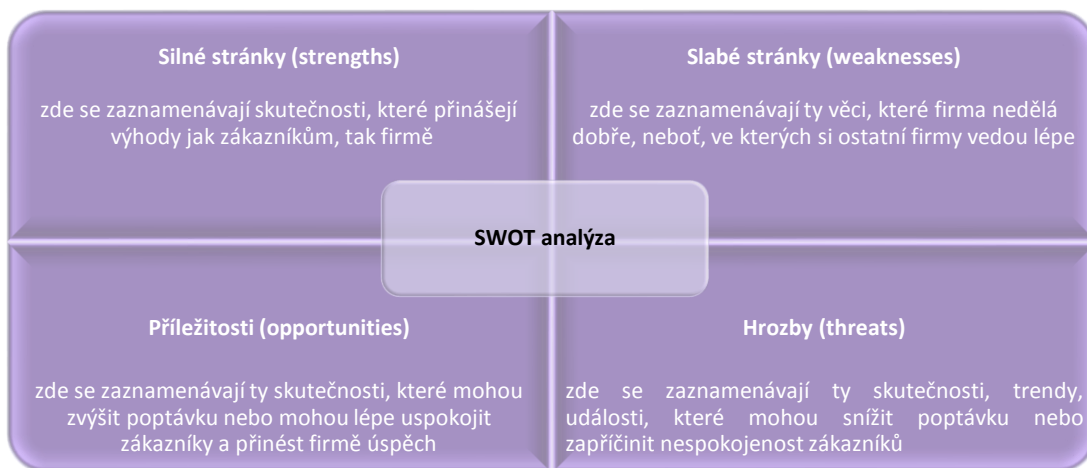 Silné stránky (strengths)
zde se zaznamenávají skutečnosti, které přinášejí
výhody jak zákazníkům, tak firmě
Slabé stránky (weaknesses)
zde se zaznamenávají ty věci, které firma nedělá
dobře, neboť, ve kterých si ostatní firmy vedou lépe
SWOT analýza
Příležitosti (opportunities)
zde se zaznamenávají ty skutečnosti, které mohou
zvýšit poptávku nebo mohou lépe uspokojit
zákazníky a přinést firmě úspěch
Hrozby (threats)
zde se zaznamenávají ty skutečnosti, trendy,
události, které mohou snížit poptávku nebo
zapříčinit nespokojenost zákazníků